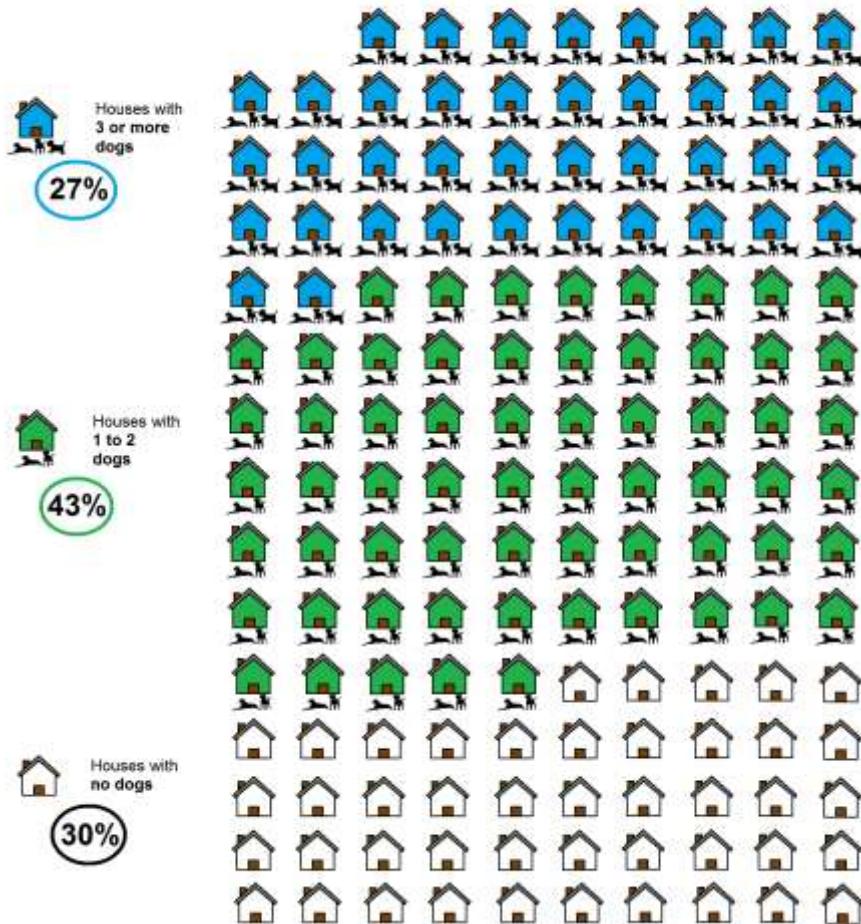 Houses with
3 or more
dogs
27%
Houses with
1 to 2
dogs
43%
Houses with
no dogs
30%